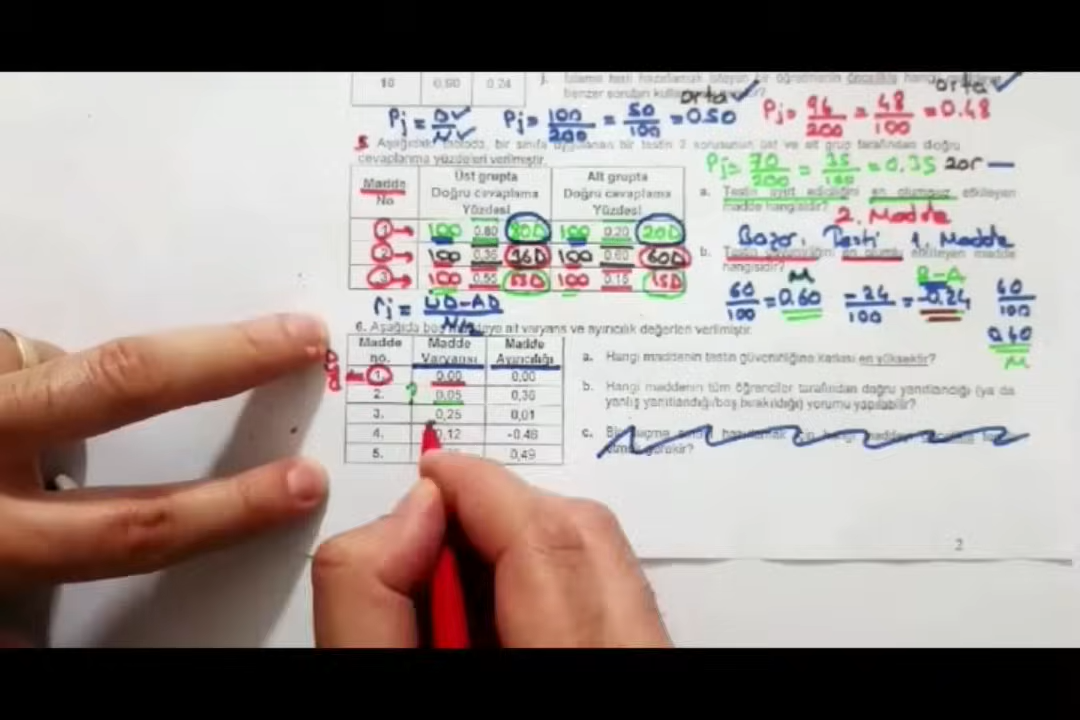 10 0,90 0,24
benzer soruları
orta ✓
orta ✓
Pj = D/N ✓ Pj = 100/200 = 50/100 = 0.50
Pj = 96/200 = 48/100 = 0.48
5. Aşağıdaki tabloda, bir sınıfa uygulanan bir testin 3 sorusunun üst ve alt grup tarafından doğru
cevaplanma yüzdeleri verilmiştir.
Pj = 70/200 = 35/100 = 0.35 zor —
Madde No
Üst grupta Doğru cevaplama Yüzdesi
Alt grupta Doğru cevaplama Yüzdesi
1 → 100 0.80 80D 100 0.20 20D
2 → 100 0.36 36D 100 0.60 60D
3 → 100 0.55 55D 100 0.15 15D
a. Testin ayırt ediciliğini en olumsuz etkileyen
madde hangisidir?
2. Madde
1. Madde
b. Testin en olumlu etkileyen madde
hangisidir?
M
B-A
60/100 = 0.60 -24/100 = -0.24
0.40
M
rj = ÜD-AD / N/2
6. Aşağıda beş maddeye ait varyans ve ayırıcılık değerleri verilmiştir.
Madde no. Madde Varyansı Madde Ayırıcılığı
1. 0.00 0,00
2. ? 0,05 0,36
3. 0,25 0,01
4. 0,12 -0,48
5. 0,49
a. Hangi maddenin testin güvenirliğine katkısı en yüksektir?
b. Hangi maddenin tüm öğrenciler tarafından doğru yanıtlandığı (ya da
yanlış yanıtlandığı/boş bırakıldığı) yorumu yapılabilir?
c.
2